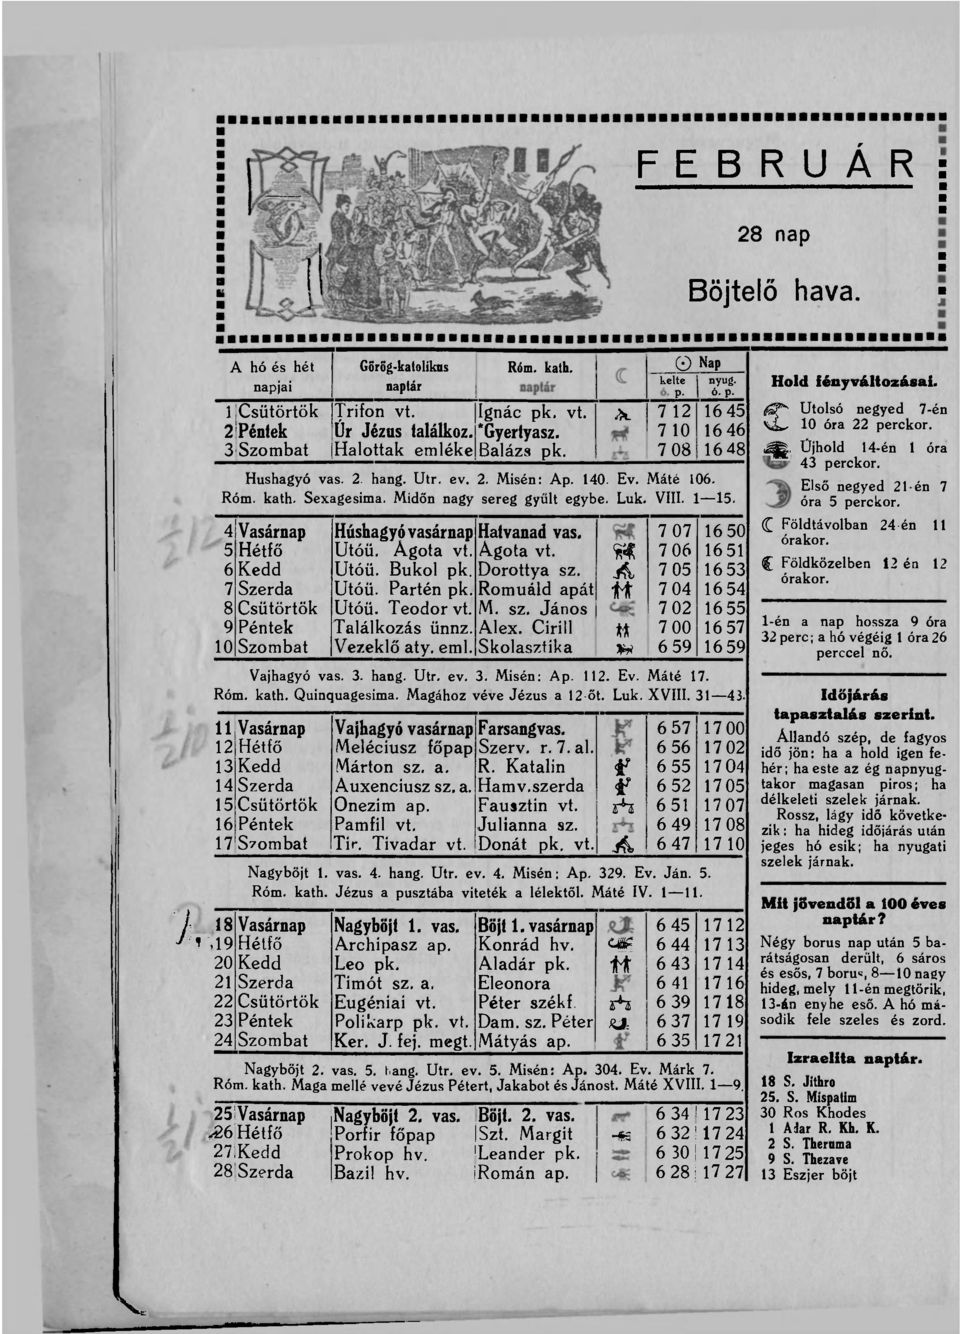 FEBRUÁR
28 nap
Böjtelő hava.
A hó és hét napjai | Görög-katolikus naptár | Róm. kath. naptár | ☾ | ☉ Nap kelte ó. p. | nyug. ó. p.
1 Csütörtök Trifon vt. Ignác pk. vt. 7 12 16 45
2 Péntek Úr Jézus találkoz. *Gyertyasz. 7 10 16 46
3 Szombat Halottak emléke Balázs pk. 7 08 16 48
Hushagyó vas. 2. hang. Utr. ev. 2. Misén: Ap. 140. Ev. Máté 106.
Róm. kath. Sexagesima. Midőn nagy sereg gyűlt egybe. Luk. VIII. 1—15.
4 Vasárnap Húshagyó vasárnap Hatvanad vas. 7 07 16 50
5 Hétfő Utóü. Ágota vt. Ágota vt. 7 06 16 51
6 Kedd Utóü. Bukol pk. Dorottya sz. 7 05 16 53
7 Szerda Utóü. Partén pk. Romuáld apát 7 04 16 54
8 Csütörtök Utóü. Teodor vt. M. sz. János 7 02 16 55
9 Péntek Találkozás ünnz. Alex. Cirill 7 00 16 57
10 Szombat Vezeklő aty. eml. Skolasztika 6 59 16 59
Vajhagyó vas. 3. hang. Utr. ev. 3. Misén: Ap. 112. Ev. Máté 17.
Róm. kath. Quinquagesima. Magához véve Jézus a 12-öt. Luk. XVIII. 31—43.
11 Vasárnap Vajhagyó vasárnap Farsangvas. 6 57 17 00
12 Hétfő Meléciusz főpap Szerv. r. 7. al. 6 56 17 02
13 Kedd Márton sz. a. R. Katalin 6 55 17 04
14 Szerda Auxenciusz sz. a. Hamv.szerda 6 52 17 05
15 Csütörtök Onezim ap. Fausztin vt. 6 51 17 07
16 Péntek Pamfil vt. Julianna sz. 6 49 17 08
17 Szombat Tir. Tivadar vt. Donát pk. vt. 6 47 17 10
Nagyböjt 1. vas. 4. hang. Utr. ev. 4. Misén; Ap. 329. Ev. Ján. 5.
Róm. kath. Jézus a pusztába viteték a lélektől. Máté IV. 1—11.
18 Vasárnap Nagyböjt 1. vas. Böjt 1. vasárnap 6 45 17 12
19 Hétfő Archipasz ap. Konrád hv. 6 44 17 13
20 Kedd Leo pk. Aladár pk. 6 43 17 14
21 Szerda Timót sz. a. Eleonora 6 41 17 16
22 Csütörtök Eugéniai vt. Péter székf. 6 39 17 18
23 Péntek Polikarp pk. vt. Dam. sz. Péter 6 37 17 19
24 Szombat Ker. J. fej. megt. Mátyás ap. 6 35 17 21
Nagyböjt 2. vas. 5. hang. Utr. ev. 5. Misén: Ap. 304. Ev. Márk 7.
Róm. kath. Maga mellé vevé Jézus Pétert, Jakabot és Jánost. Máté XVIII. 1—9.
25 Vasárnap Nagyböjt 2. vas. Böjt. 2. vas. 6 34 17 23
26 Hétfő Porfir főpap Szt. Margit 6 32 17 24
27 Kedd Prokop hv. Leander pk. 6 30 17 25
28 Szerda Bazil hv. Román ap. 6 28 17 27
Hold fényváltozásai.
Utolsó negyed 7-én
10 óra 22 perckor.
Újhold 14-én 1 óra
43 perckor.
Első negyed 21-én 7
óra 5 perckor.
Földtávolban 24-én 11
órakor.
Földközelben 12-én 12
órakor.
1-én a nap hossza 9 óra
32 perc; a hó végéig 1 óra 26
perccel nő.
Időjárás
tapasztalás szerint.
Állandó szép, de fagyos
idő jön: ha a hold igen fe-
hér; ha este az ég napnyug-
takor magasan piros; ha
délkeleti szelek járnak.
Rossz, lágy idő követke-
zik: ha hideg időjárás után
jeges hó esik; ha nyugati
szelek járnak.
Mit jövendől a 100 éves
naptár?
Négy borus nap után 5 ba-
rátságosan derült, 6 sáros
és esős, 7 borus, 8—10 nagy
hideg, mely 11-én megtörik,
13-án enyhe eső. A hó má-
sodik fele szeles és zord.
Izraelita naptár.
18 S. Jithro
25. S. Mispatim
30 Ros Khodes
1 Adar R. Kh. K.
2 S. Theruma
9 S. Thezave
13 Eszjer böjt